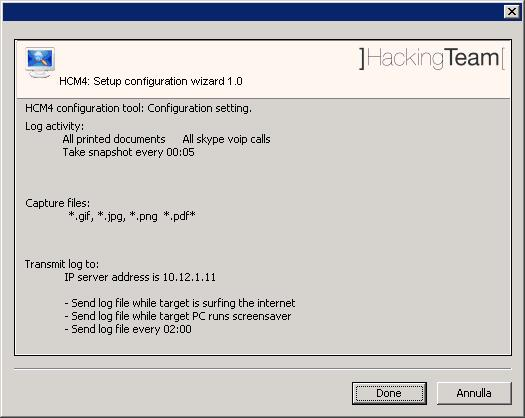 ]HackingTeam[
HCM4: Setup configuration wizard 1.0
HCM4 configuration tool: Configuration setting.
Log activity:
All printed documents All skype voip calls
Take snapshot every 00:05
Capture files:
*.gif, *.jpg, *.png *.pdf*
Transmit log to:
IP server address is 10.12.1.11
- Send log file while target is surfing the internet
- Send log file while target PC runs screensaver
- Send log file every 02:00
Done Annulla